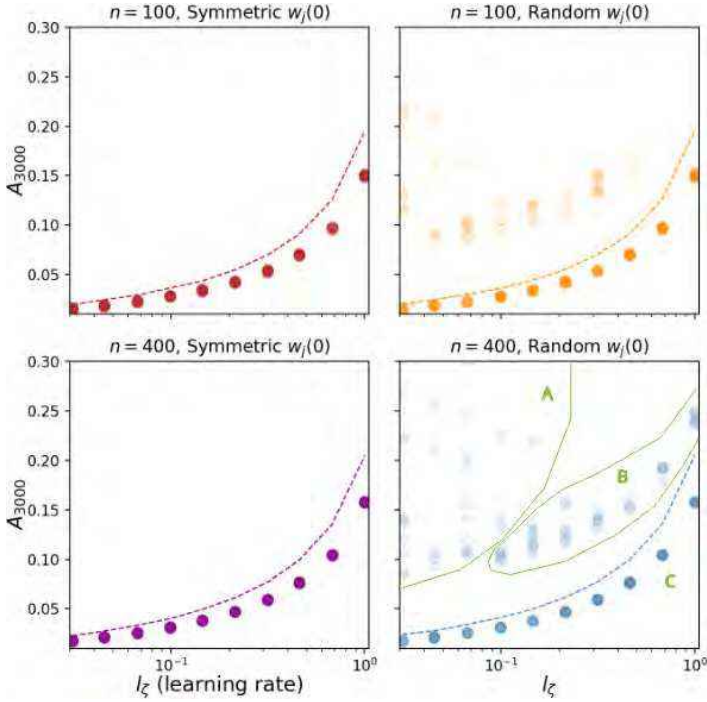 n = 100, Symmetric w_j(0)
n = 100, Random w_j(0)
0.30
0.25
0.20
0.15
0.10
0.05
A_3000
n = 400, Symmetric w_j(0)
n = 400, Random w_j(0)
0.30
0.25
0.20
0.15
0.10
0.05
A_3000
A
B
C
10^-1
10^0
10^-1
10^0
l_ζ (learning rate)
l_ζ